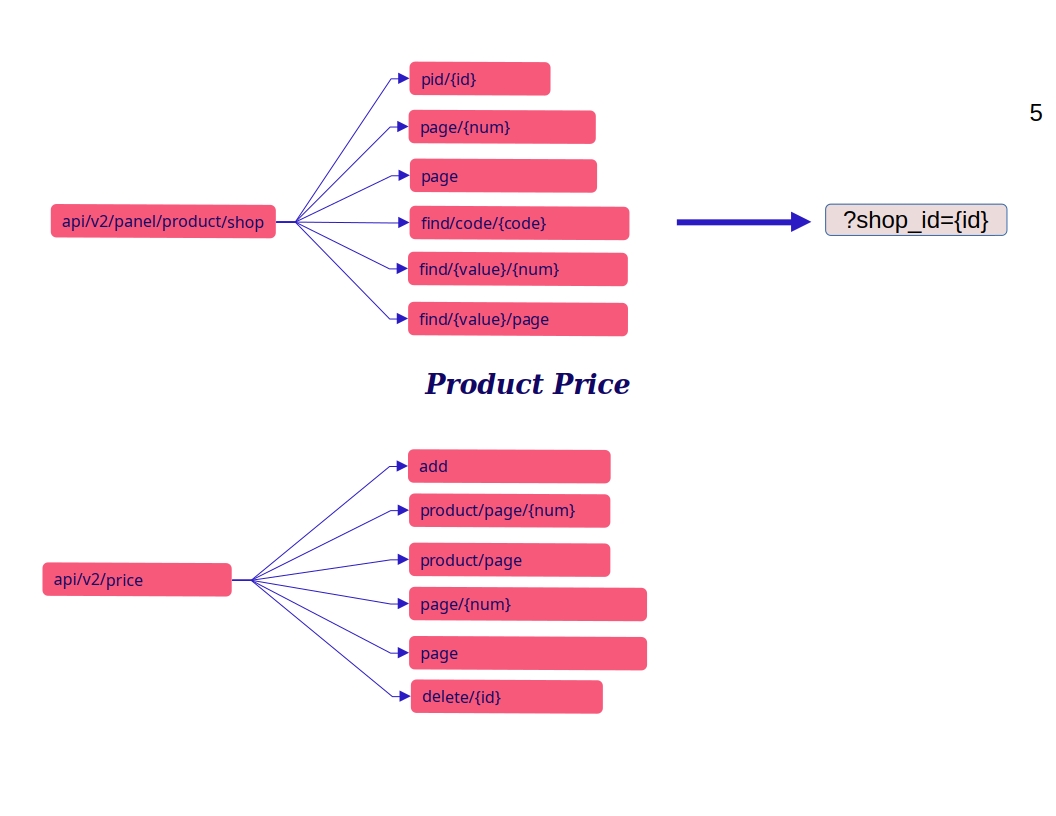 pid/{id}
5
page/{num}
page
api/v2/panel/product/shop
find/code/{code}
?shop_id={id}
find/{value}/{num}
find/{value}/page
Product Price
add
product/page/{num}
product/page
api/v2/price
page/{num}
page
delete/{id}